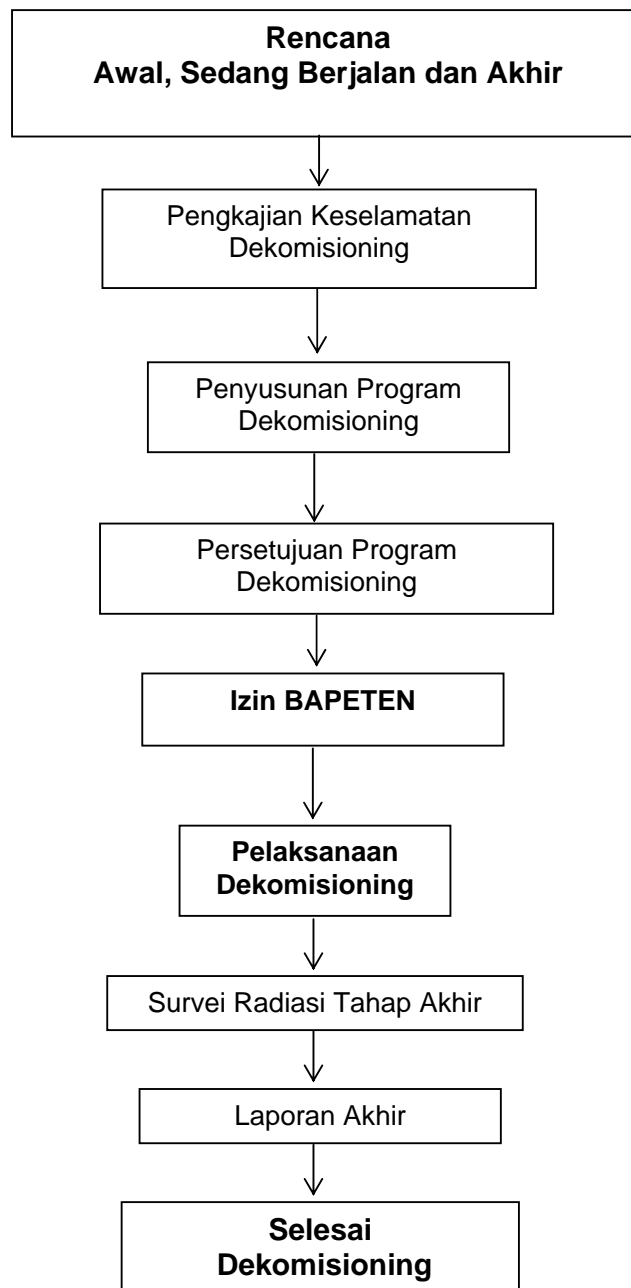 Rencana
Awal, Sedang Berjalan dan Akhir
Pengkajian Keselamatan
Dekomisioning
Penyusunan Program
Dekomisioning
Persetujuan Program
Dekomisioning
Izin BAPETEN
Pelaksanaan
Dekomisioning
Survei Radiasi Tahap Akhir
Laporan Akhir
Selesai
Dekomisioning